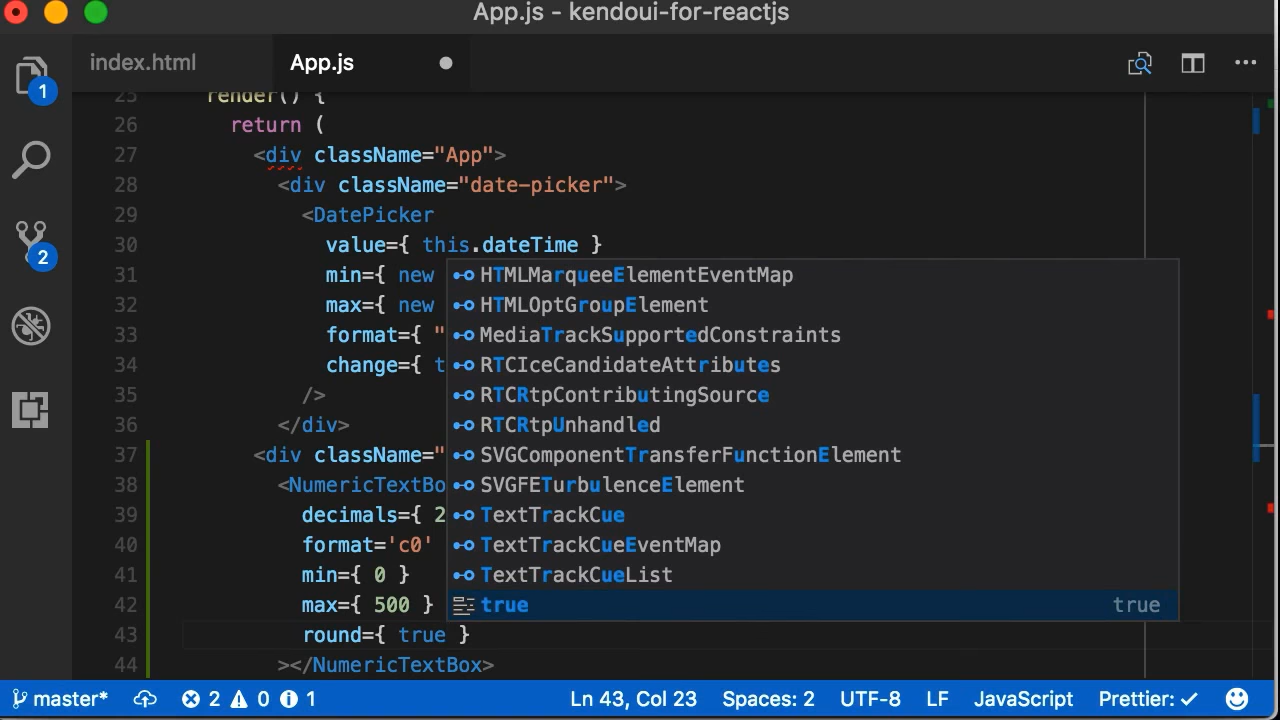 App.js - kendoui-for-reactjs
index.html App.js
1
2
25 render() {
26 return (
27 <div className="App">
28 <div className="date-picker">
29 <DatePicker
30 value={ this.dateTime }
31 min={ new
32 max={ new
33 format={ "
34 change={ t
35 />
36 </div>
37 <div className="
38 <NumericTextBo
39 decimals={ 2
40 format='c0'
41 min={ 0 }
42 max={ 500 }
43 round={ true }
44 ></NumericTextBox>
HTMLMarqueeElementEventMap
HTMLOptGroupElement
MediaTrackSupportedConstraints
RTCIceCandidateAttributes
RTCRtpContributingSource
RTCRtpUnhandled
SVGComponentTransferFunctionElement
SVGFETurbulenceElement
TextTrackCue
TextTrackCueEventMap
TextTrackCueList
true true
master* 2 0 1 Ln 43, Col 23 Spaces: 2 UTF-8 LF JavaScript Prettier: ✓